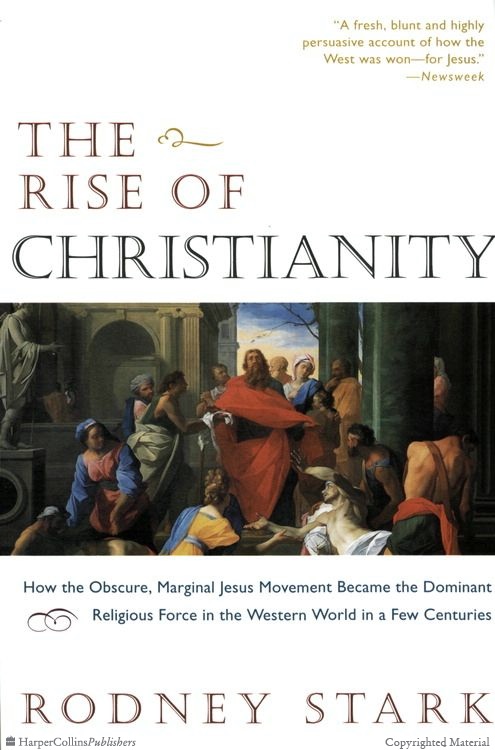 “A fresh, blunt and highly
persuasive account of how the
West was won—for Jesus.”
—Newsweek
THE
RISE OF
CHRISTIANITY
How the Obscure, Marginal Jesus Movement Became the Dominant
Religious Force in the Western World in a Few Centuries
RODNEY STARK
HarperCollinsPublishers
Copyrighted Material